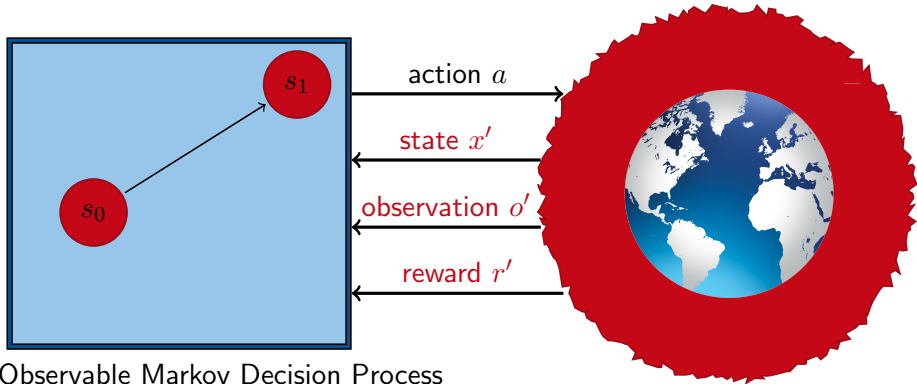 s₁
action a
state x′
s₀
observation o′
reward r′
Observable Markov Decision Process